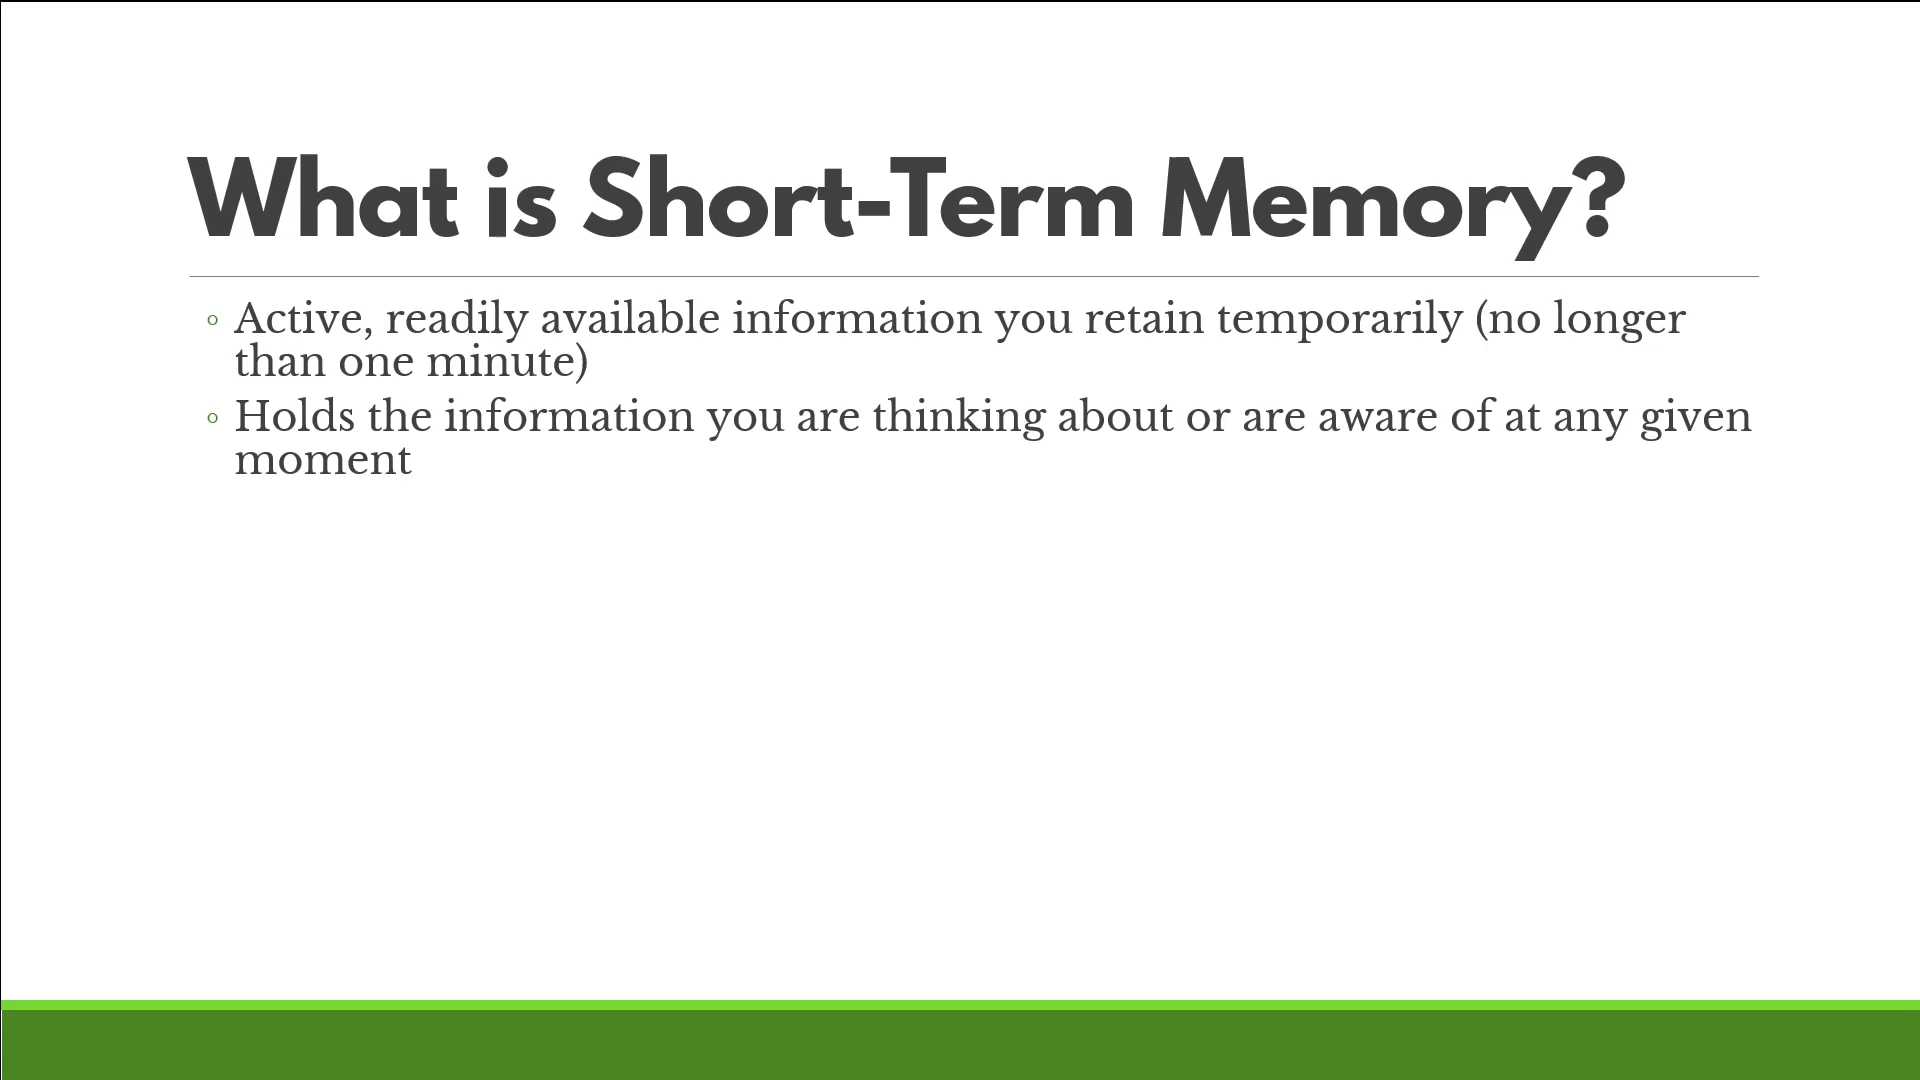 What is Short-Term Memory?
◦ Active, readily available information you retain temporarily (no longer
than one minute)
◦ Holds the information you are thinking about or are aware of at any given
moment